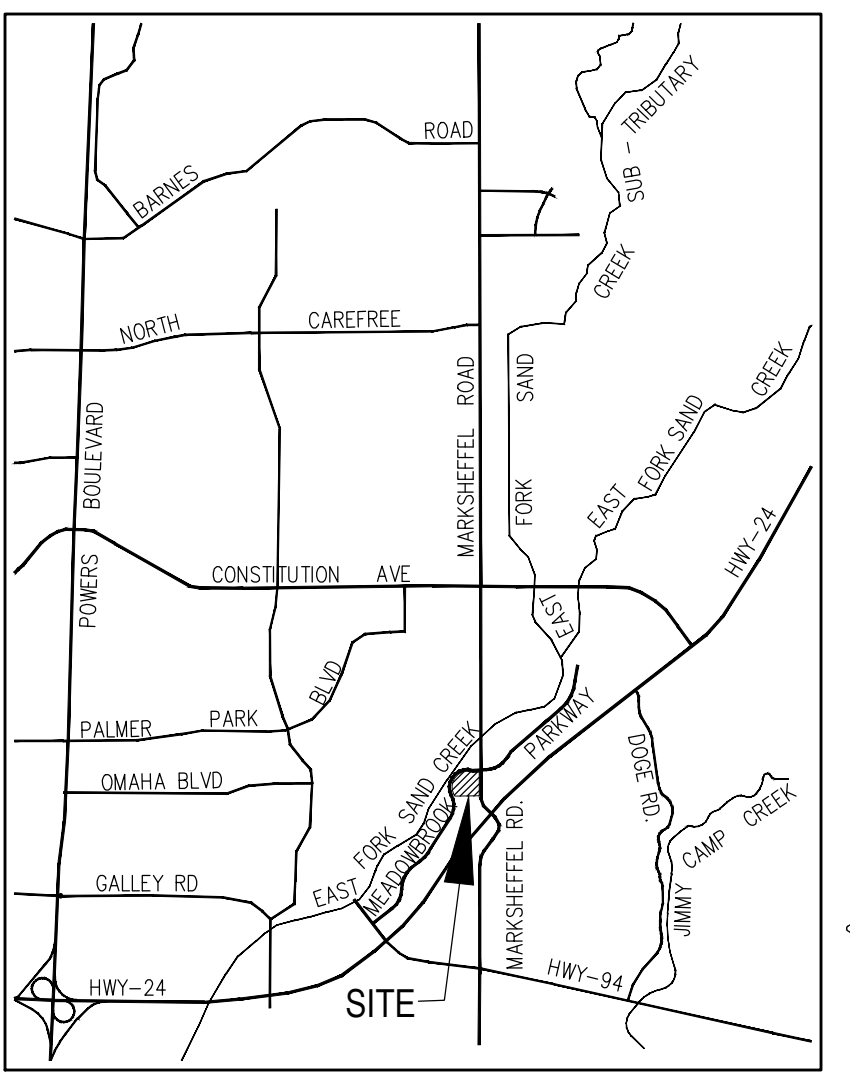 ROAD
BARNES
SUB - TRIBUTARY
CREEK
NORTH
CAREFREE
SAND
FORK
EAST
MARKSHEFFEL ROAD
BOULEVARD
POWERS
EAST FORK SAND CREEK
HWY-24
CONSTITUTION AVE
PALMER PARK BLVD
PARKWAY
OMAHA BLVD
EAST FORK SAND CREEK
MEADOWBROOK
DOGE RD.
MARKSHEFFEL RD.
JIMMY CAMP CREEK
GALLEY RD
HWY-24
HWY-94
SITE